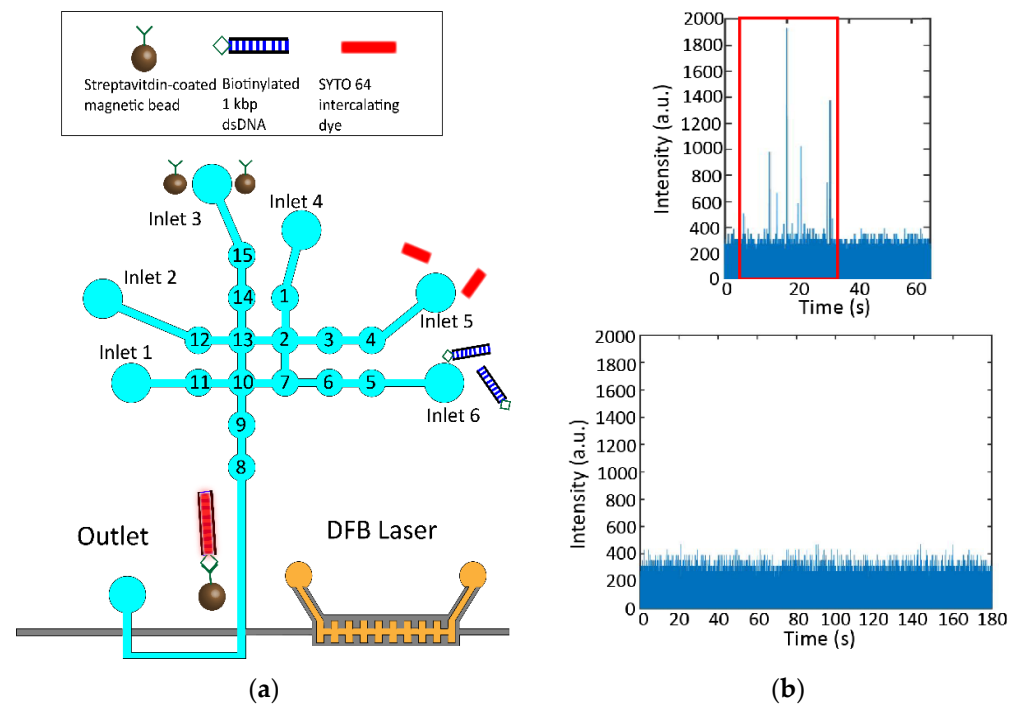 Streptavitdin-coated
magnetic bead
Biotinylated
1 kbp
dsDNA
SYTO 64
intercalating
dye
Inlet 3
Inlet 4
15
Inlet 2
14
1
Inlet 5
12
13
2
3
4
Inlet 1
11
10
7
6
5
Inlet 6
9
8
Outlet
DFB Laser
(a)
Intensity (a.u.)
2000
1800
1600
1400
1200
1000
800
600
400
200
0
0 20 40 60
Time (s)
Intensity (a.u.)
2000
1800
1600
1400
1200
1000
800
600
400
200
0
0 20 40 60 80 100 120 140 160 180
Time (s)
(b)